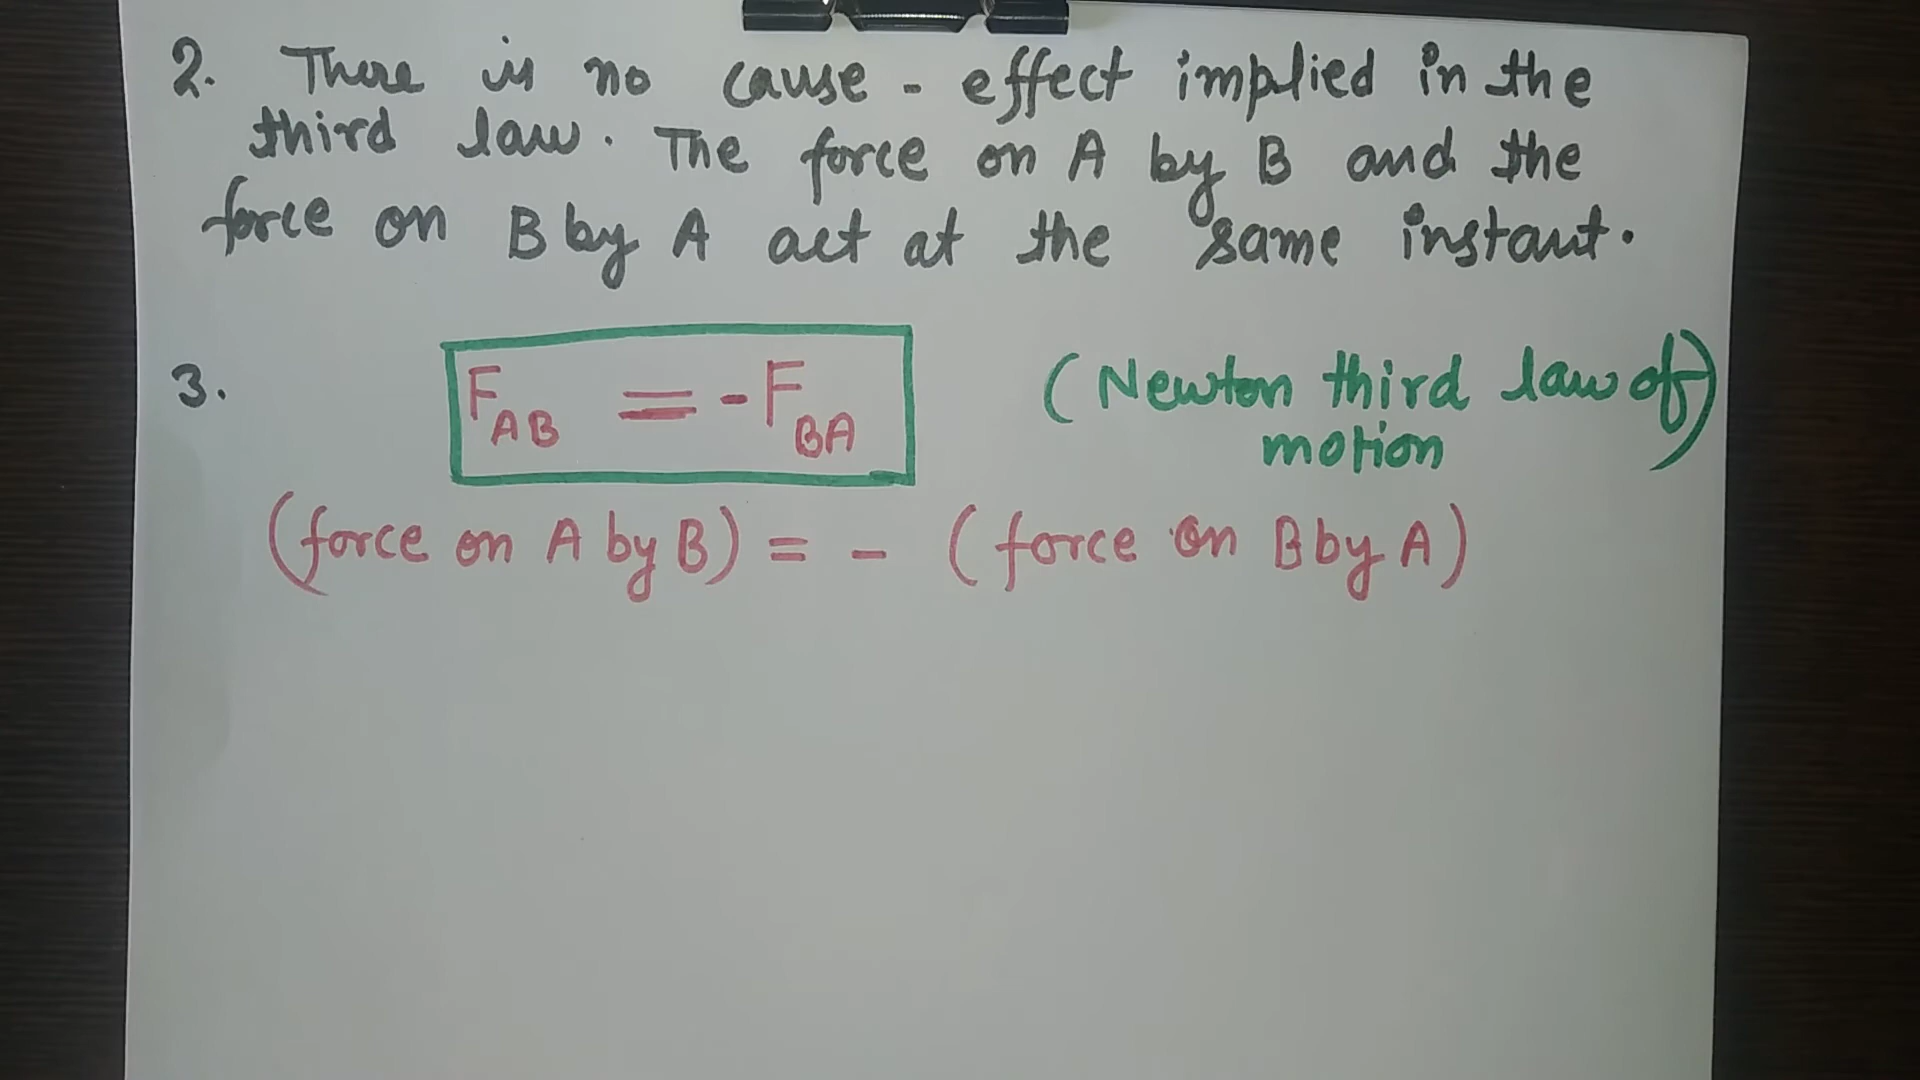 2. There is no cause - effect implied in the
third law. The force on A by B and the
force on B by A act at the same instant.
3. F_AB = -F_BA (Newton third law of
motion)
(force on A by B) = - (force on B by A)